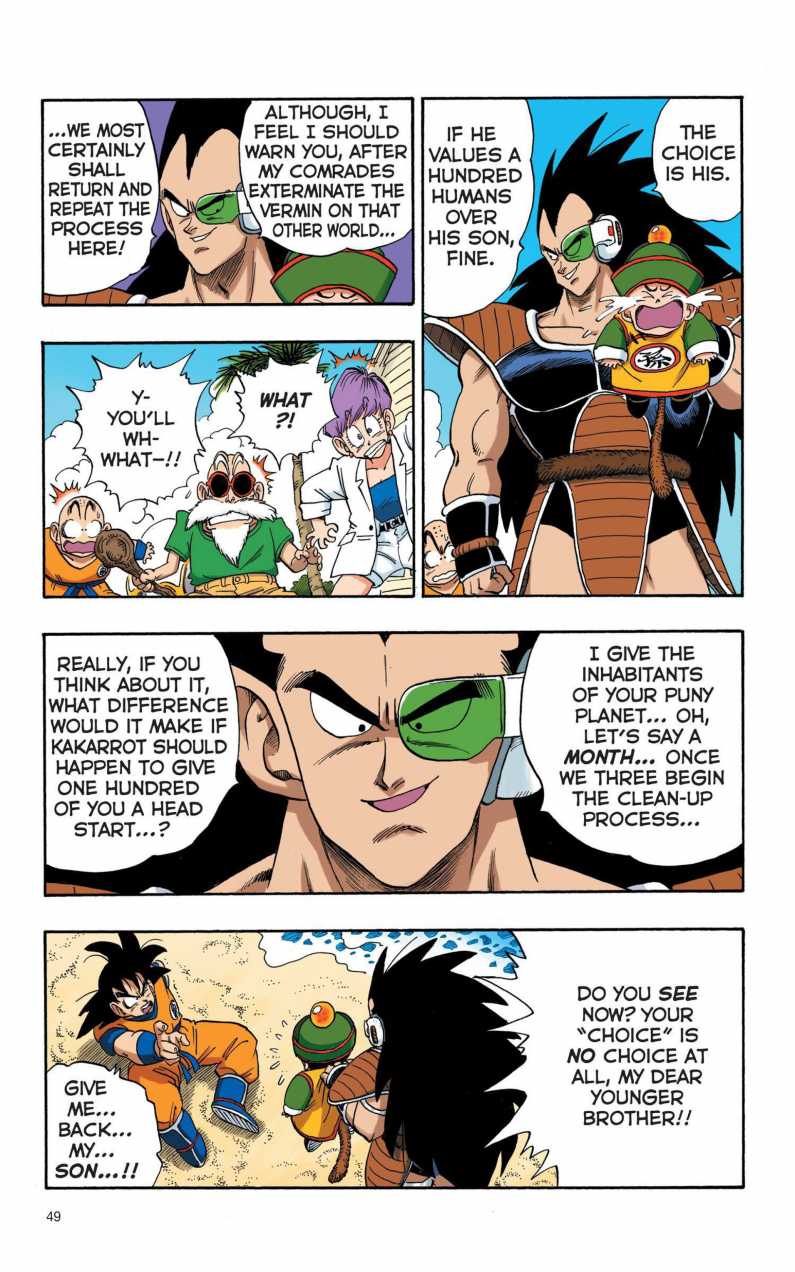 THE
CHOICE
IS HIS.
IF HE
VALUES A
HUNDRED
HUMANS
OVER
HIS SON,
FINE.
ALTHOUGH, I
FEEL I SHOULD
WARN YOU, AFTER
MY COMRADES
EXTERMINATE THE
VERMIN ON THAT
OTHER WORLD...
...WE MOST
CERTAINLY
SHALL
RETURN AND
REPEAT THE
PROCESS
HERE!
WHAT
?!
Y-
YOU'LL
WH-
WHAT—!!
I GIVE THE
INHABITANTS
OF YOUR PUNY
PLANET... OH,
LET'S SAY A
MONTH... ONCE
WE THREE BEGIN
THE CLEAN-UP
PROCESS...
REALLY, IF YOU
THINK ABOUT IT,
WHAT DIFFERENCE
WOULD IT MAKE IF
KAKARROT SHOULD
HAPPEN TO GIVE
ONE HUNDRED
OF YOU A HEAD
START...?
DO YOU SEE
NOW? YOUR
"CHOICE" IS
NO CHOICE AT
ALL, MY DEAR
YOUNGER
BROTHER!!
GIVE
ME...
BACK...
MY...
SON...!!
49